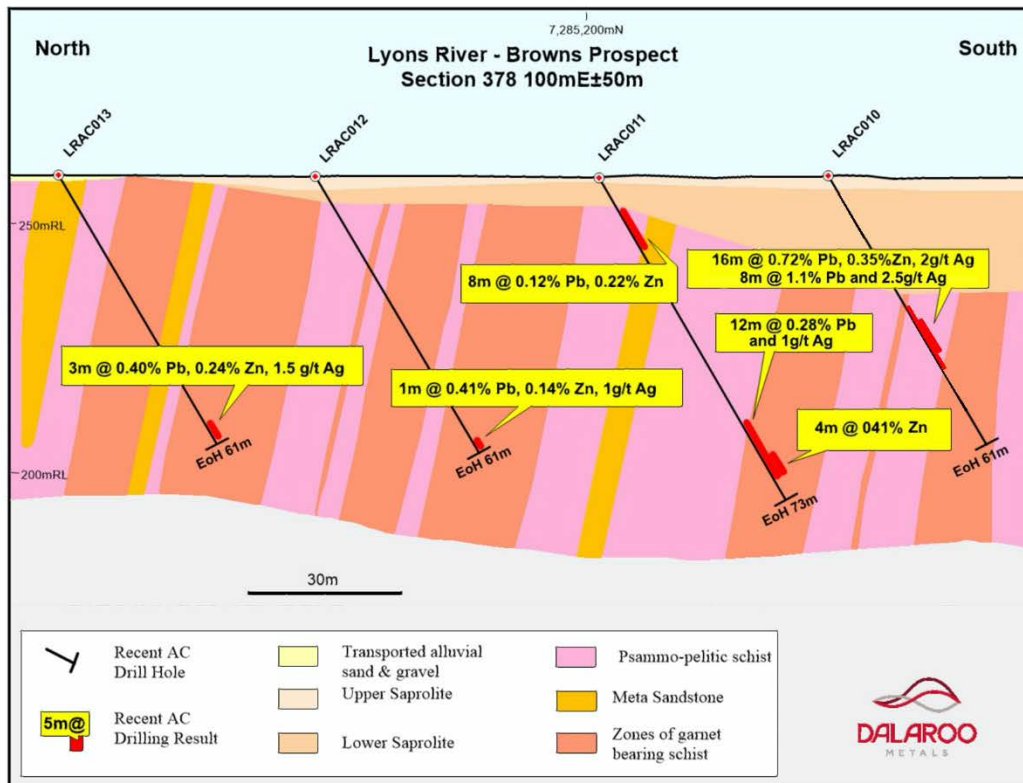 7,285,200mN
North
Lyons River - Browns Prospect
South
Section 378 100mE±50m
LRAC013
LRAC012
LRAC011
LRAC010
250mRL
8m @ 0.12% Pb, 0.22% Zn
16m @ 0.72% Pb, 0.35%Zn, 2g/t Ag
8m @ 1.1% Pb and 2.5g/t Ag
12m @ 0.28% Pb
and 1g/t Ag
3m @ 0.40% Pb, 0.24% Zn, 1.5 g/t Ag
1m @ 0.41% Pb, 0.14% Zn, 1g/t Ag
4m @ 041% Zn
EoH 61m
EoH 61m
EoH 73m
EoH 61m
200mRL
30m
Recent AC
Drill Hole
5m@
Recent AC
Drilling Result
Transported alluvial
sand & gravel
Upper Saprolite
Lower Saprolite
Psammo-pelitic schist
Meta Sandstone
Zones of garnet
bearing schist
DALAROO
METALS